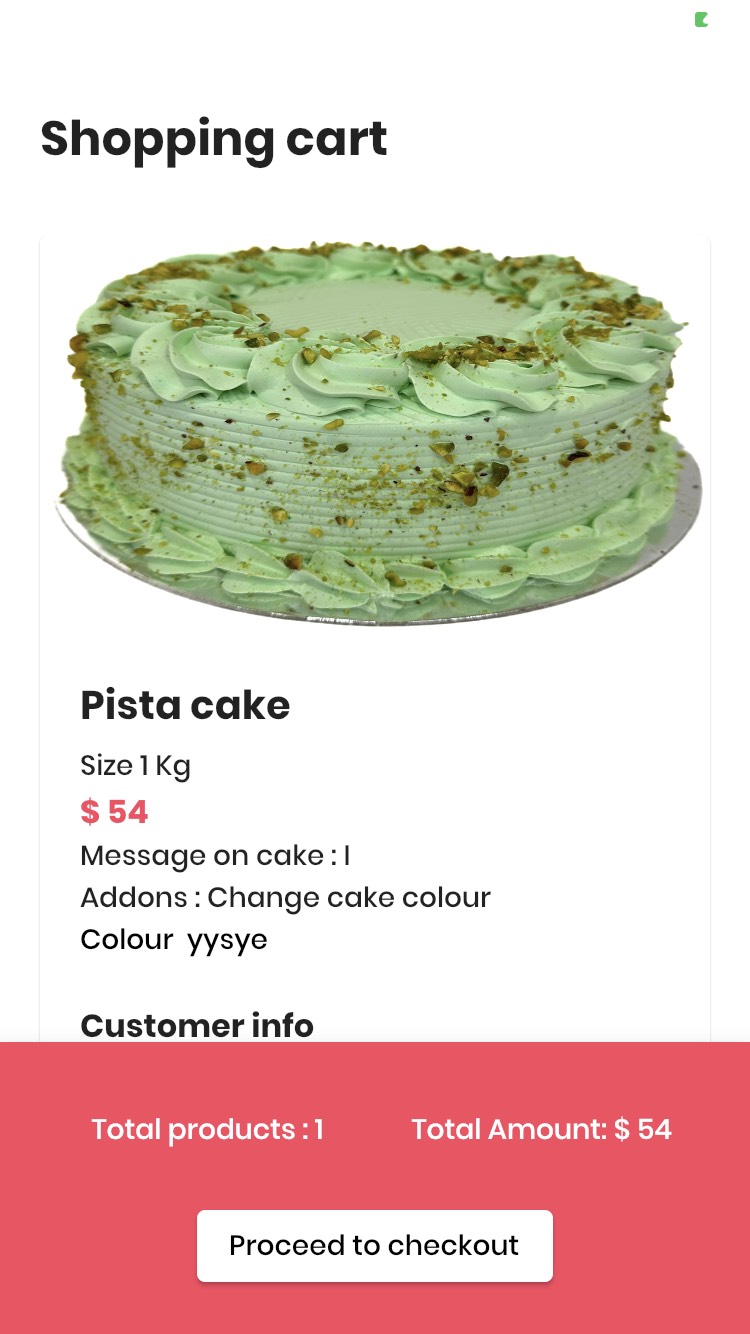 Shopping cart
Pista cake
Size 1 Kg
$ 54
Message on cake : I
Addons : Change cake colour
Colour yysye
Customer info
Total products : 1
Total Amount: $ 54
Proceed to checkout